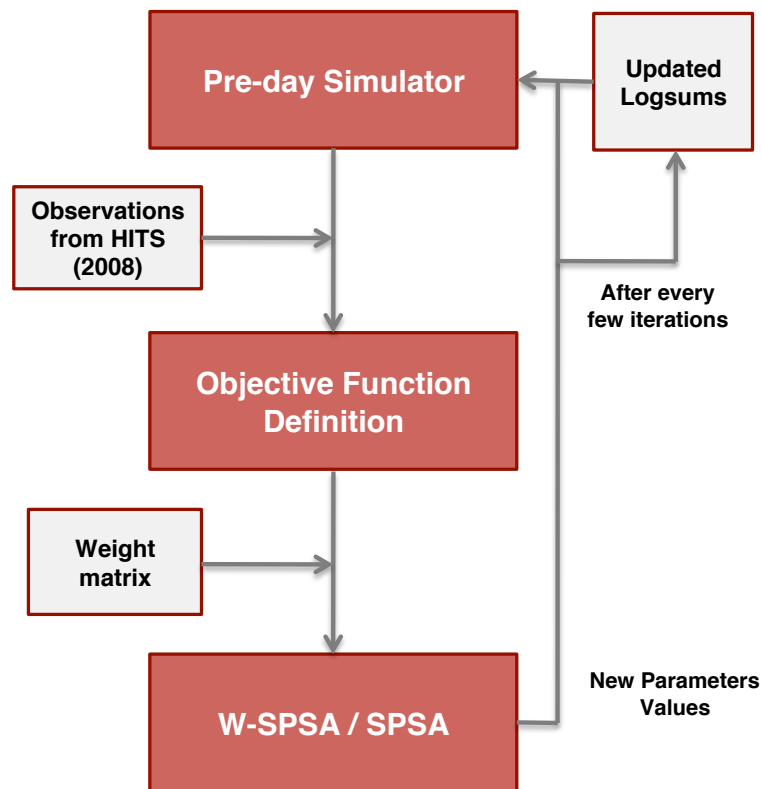 Pre-day Simulator
Updated
Logsums
Observations
from HITS
(2008)
After every
few iterations
Objective Function
Definition
Weight
matrix
New Parameters
Values
W-SPSA / SPSA